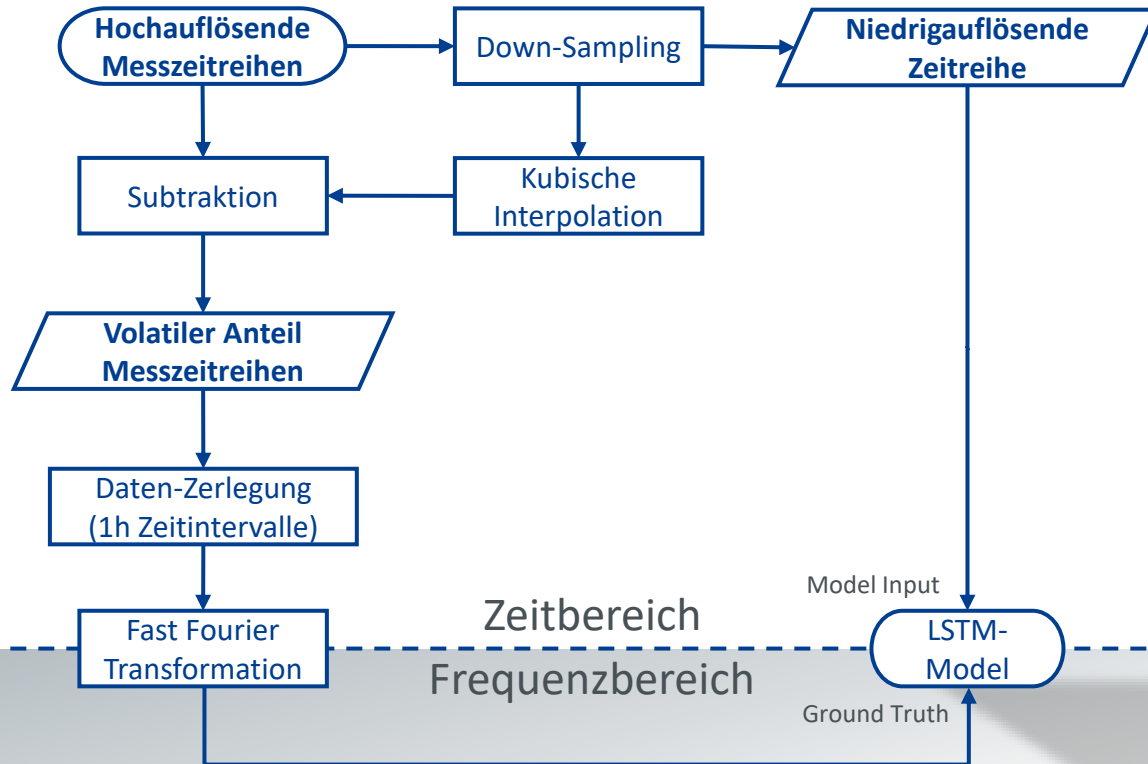 Hochauflösende
Messzeitreihen
Down-Sampling
Niedrigauflösende
Zeitreihe
Subtraktion
Kubische
Interpolation
Volatiler Anteil
Messzeitreihen
Daten-Zerlegung
(1h Zeitintervalle)
Model Input
Zeitbereich
Fast Fourier
Transformation
LSTM-
Model
Frequenzbereich
Ground Truth